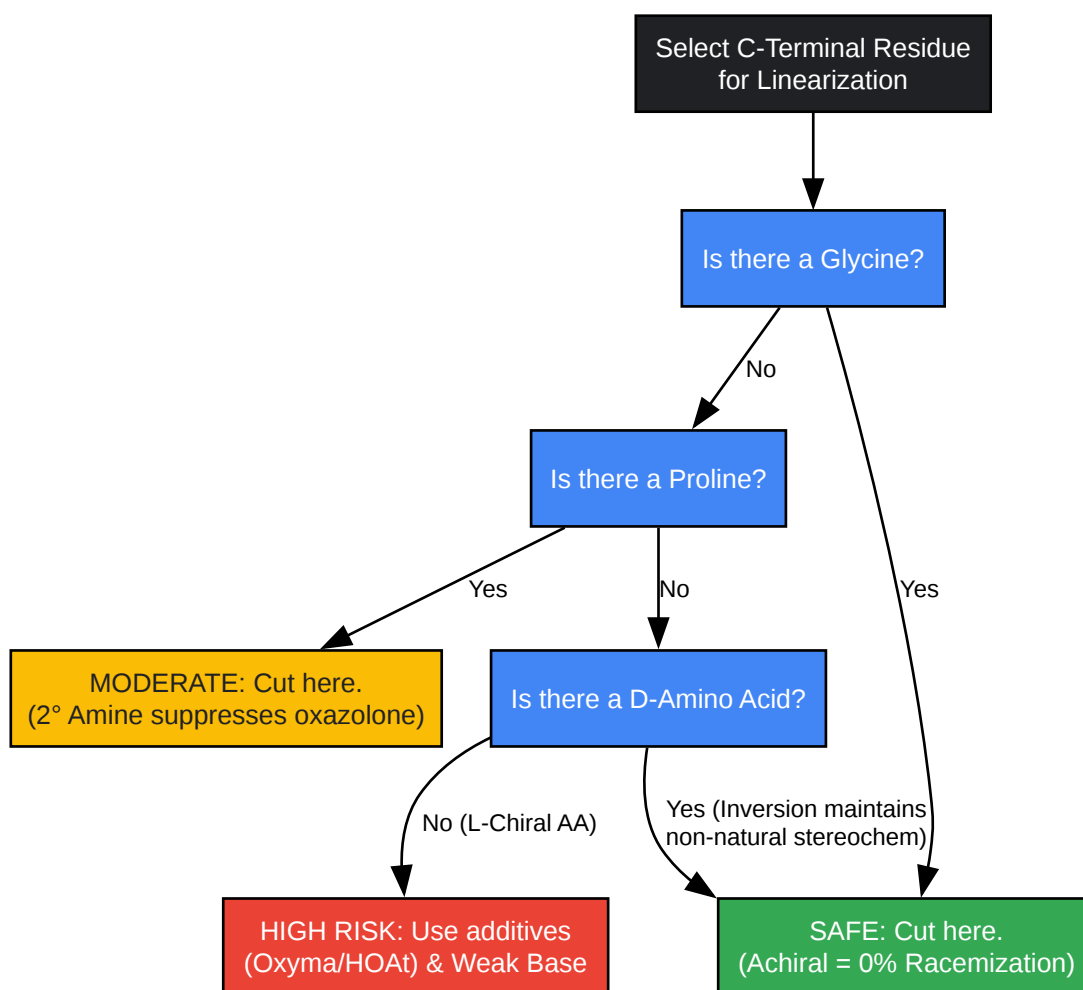 Select C-Terminal Residue
for Linearization
Is there a Glycine?
No
Is there a Proline?
Yes
No
Yes
MODERATE: Cut here.
(2° Amine suppresses oxazolone)
Is there a D-Amino Acid?
No (L-Chiral AA)
Yes (Inversion maintains
non-natural stereochem)
HIGH RISK: Use additives
(Oxyma/HOAt) & Weak Base
SAFE: Cut here.
(Achiral = 0% Racemization)